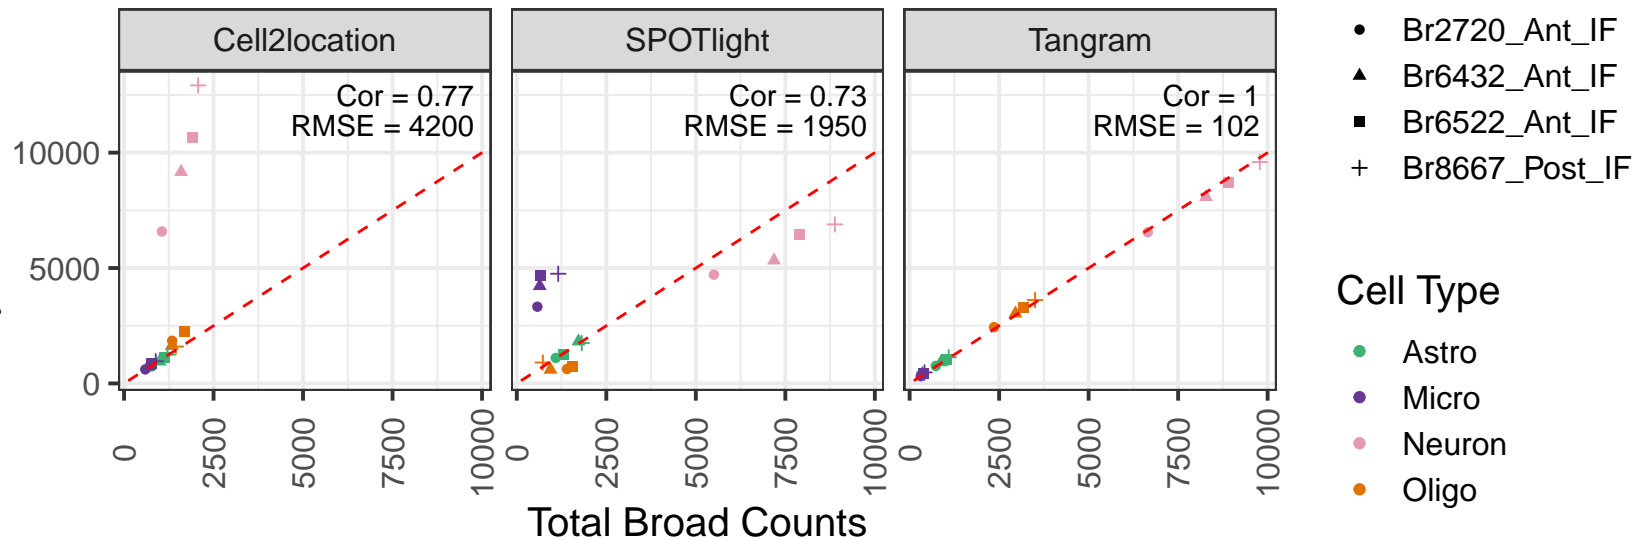 Cell2location
SPOTlight
Tangram
Cor = 0.77
RMSE = 4200
Cor = 0.73
RMSE = 1950
Cor = 1
RMSE = 102
10000
5000
0
0
2500
5000
7500
10000
0
2500
5000
7500
10000
0
2500
5000
7500
10000
Total Broad Counts
Br2720_Ant_IF
Br6432_Ant_IF
Br6522_Ant_IF
Br8667_Post_IF
Cell Type
Astro
Micro
Neuron
Oligo